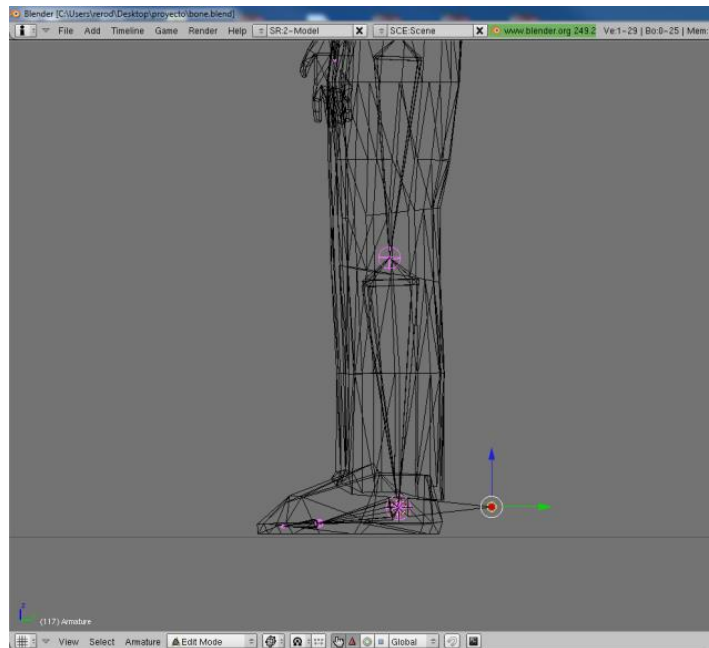 Blender [C:\Users\rerod\Desktop\proyecto\bone.blend]
File Add Timeline Game Render Help SR:2-Model X SCE:Scene X www.blender.org 249.2 Ve:1-29 | Bo:0-25 | Mem:
z
(117) Armature
View Select Armature Edit Mode Global